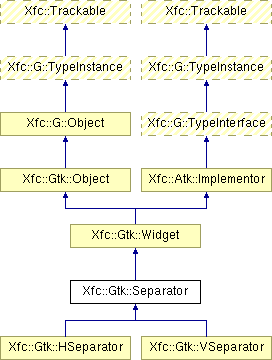 Xfc::Trackable Xfc::Trackable
Xfc::G::TypeInstance Xfc::G::TypeInstance
Xfc::G::Object Xfc::G::TypeInterface
Xfc::Gtk::Object Xfc::Atk::Implementor
Xfc::Gtk::Widget
Xfc::Gtk::Separator
Xfc::Gtk::HSeparator Xfc::Gtk::VSeparator